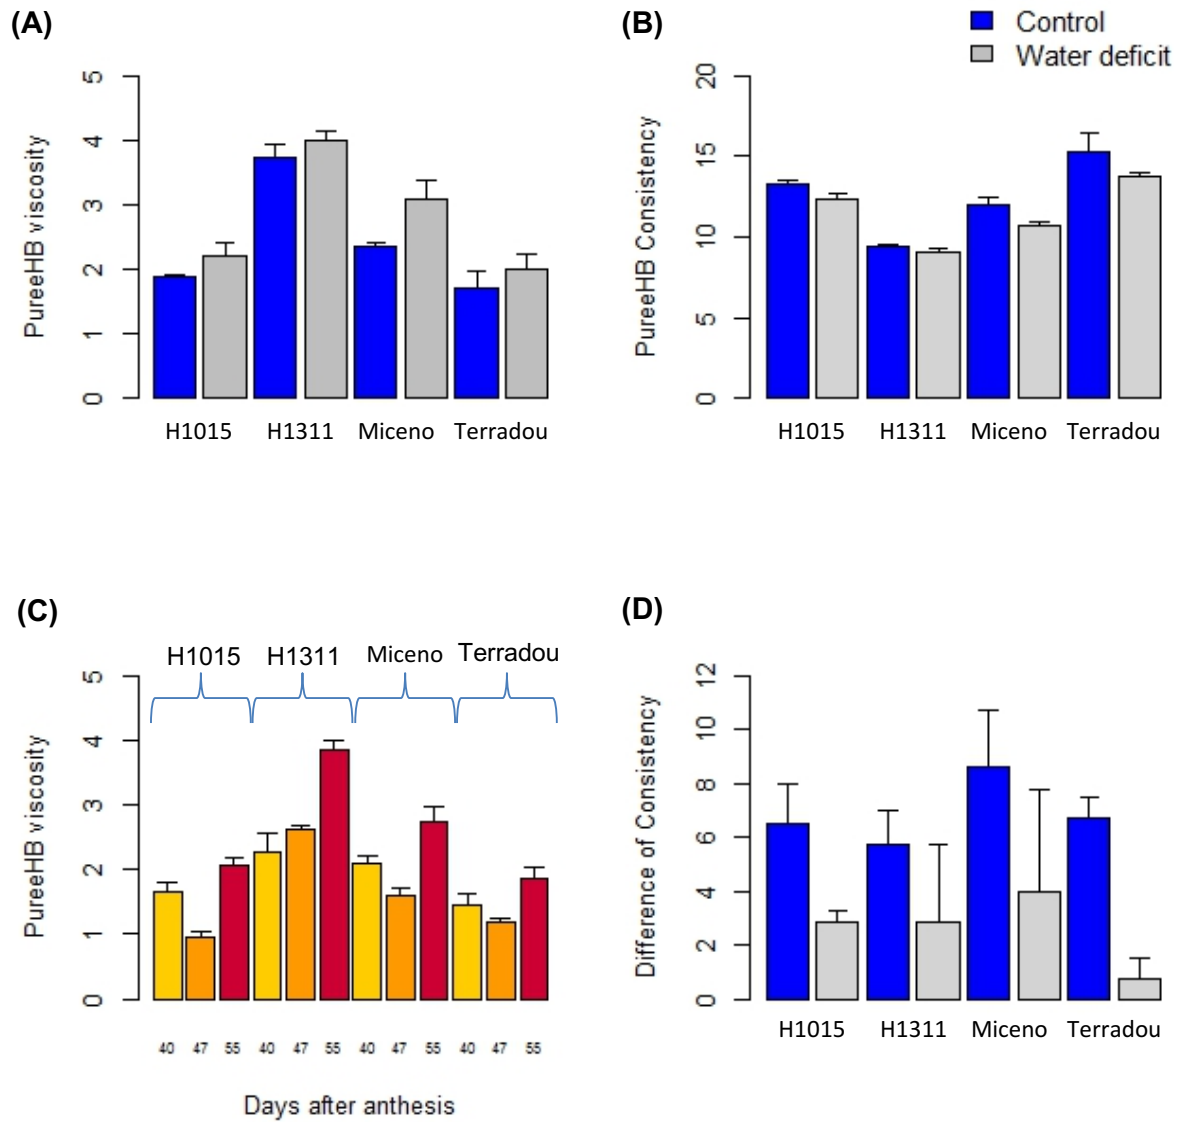 (A)
PureeHB viscosity
5
4
3
2
1
0
H1015 H1311 Miceno Terradou
(B)
Control
Water deficit
PureeHB Consistency
20
15
10
5
0
H1015 H1311 Miceno Terradou
(C)
H1015 H1311 Miceno Terradou
PureeHB viscosity
5
4
3
2
1
0
40 47 55 40 47 55 40 47 55 40 47 55
Days after anthesis
(D)
Difference of Consistency
12
10
8
6
4
2
0
H1015 H1311 Miceno Terradou